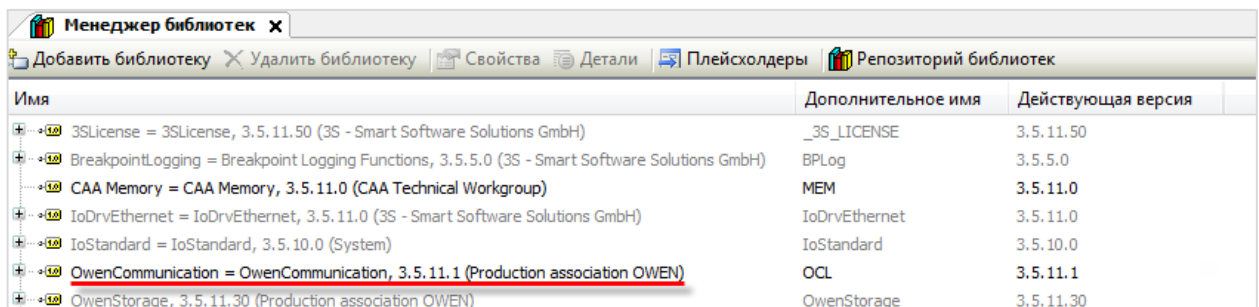 Менеджер библиотек X
Добавить библиотеку Удалить библиотеку Свойства Детали Плейсхолдеры Репозиторий библиотек
Имя Дополнительное имя Действующая версия
3SLicense = 3SLicense, 3.5.11.50 (3S - Smart Software Solutions GmbH) _3S_LICENSE 3.5.11.50
BreakpointLogging = Breakpoint Logging Functions, 3.5.5.0 (3S - Smart Software Solutions GmbH) BPLog 3.5.5.0
CAA Memory = CAA Memory, 3.5.11.0 (CAA Technical Workgroup) MEM 3.5.11.0
IoDrvEthernet = IoDrvEthernet, 3.5.11.0 (3S - Smart Software Solutions GmbH) IoDrvEthernet 3.5.11.0
IoStandard = IoStandard, 3.5.10.0 (System) IoStandard 3.5.10.0
OwenCommunication = OwenCommunication, 3.5.11.1 (Production association OWEN) OCL 3.5.11.1
OwenStorage, 3.5.11.30 (Production association OWEN) OwenStorage 3.5.11.30